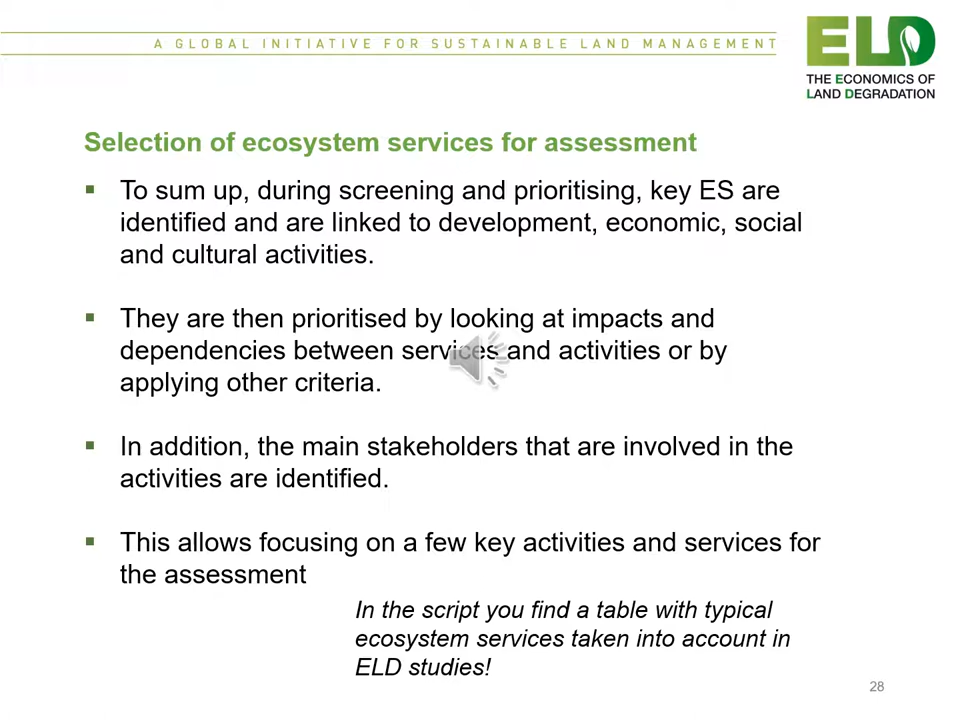 A GLOBAL INITIATIVE FOR SUSTAINABLE LAND MANAGEMENT
ELD
THE ECONOMICS OF
LAND DEGRADATION
Selection of ecosystem services for assessment
▪ To sum up, during screening and prioritising, key ES are
identified and are linked to development, economic, social
and cultural activities.
▪ They are then prioritised by looking at impacts and
dependencies between services and activities or by
applying other criteria.
▪ In addition, the main stakeholders that are involved in the
activities are identified.
▪ This allows focusing on a few key activities and services for
the assessment
In the script you find a table with typical
ecosystem services taken into account in
ELD studies!
28